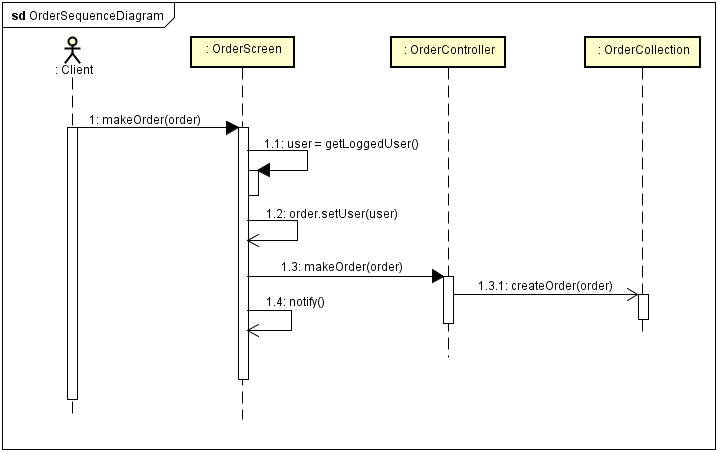 sd OrderSequenceDiagram
: Client
: OrderScreen
: OrderController
: OrderCollection
1: makeOrder(order)
1.1: user = getLoggedUser()
1.2: order.setUser(user)
1.3: makeOrder(order)
1.3.1: createOrder(order)
1.4: notify()